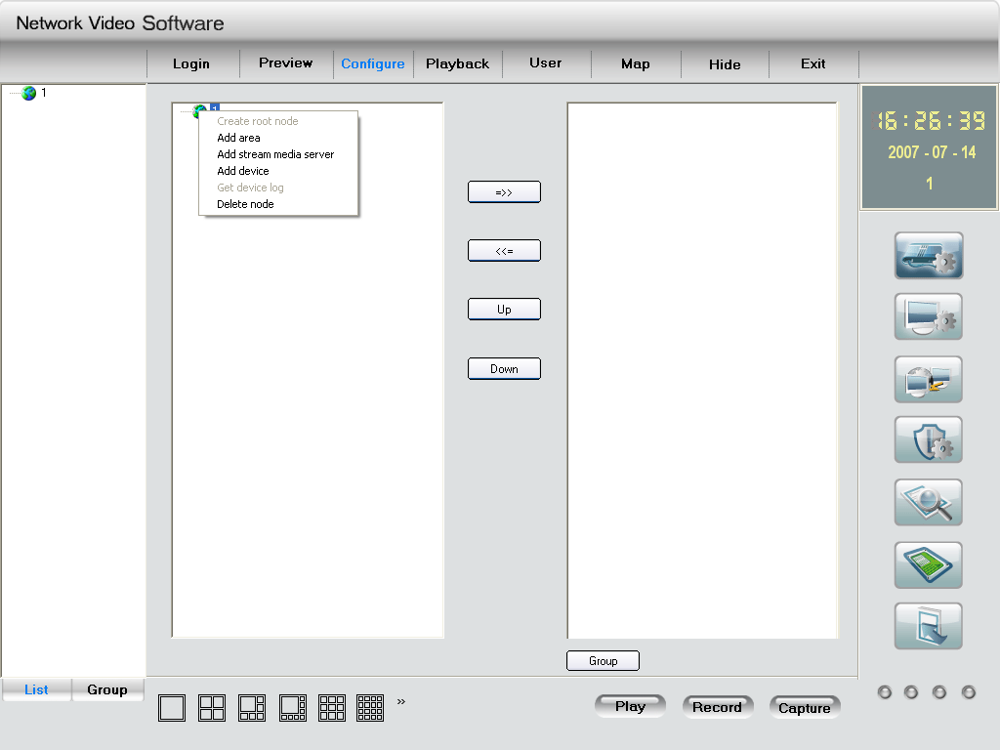 Network Video Software
Login Preview Configure Playback User Map Hide Exit
1
1
Create root node
Add area
Add stream media server
Add device
Get device log
Delete node
=>>
<<=
Up
Down
Group
16:26:39
2007 - 07 - 14
1
List Group
»
Play Record Capture